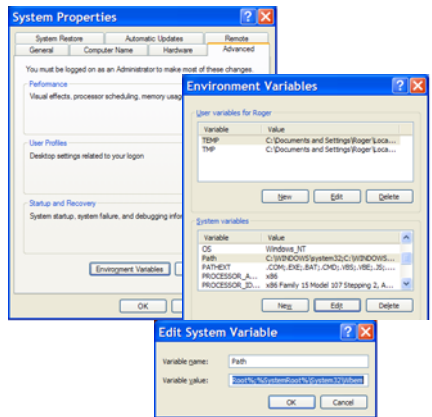 System Properties
System Restore Automatic Updates Remote
General Computer Name Hardware Advanced
You must be logged on as an Administrator to make most of these changes.
Performance
Visual effects, processor scheduling, memory usag
User Profiles
Desktop settings related to your logon
Startup and Recovery
System startup, system failure, and debugging infor
Environment Variables
OK
Environment Variables
User variables for Roger
Variable Value
TEMP C:\Documents and Settings\Roger\Loca...
TMP C:\Documents and Settings\Roger\Loca...
New Edit Delete
System variables
Variable Value
OS Windows_NT
Path C:\WINDOWS\system32;C:\WINDOWS...
PATHEXT .COM;.EXE;.BAT;.CMD;.VBS;.VBE;.JS;....
PROCESSOR_A... x86
PROCESSOR_ID... x86 Family 15 Model 107 Stepping 2, A...
New Edit Delete
Edit System Variable
Variable name: Path
Variable value: Root%;%SystemRoot%\System32\Wbem
OK Cancel